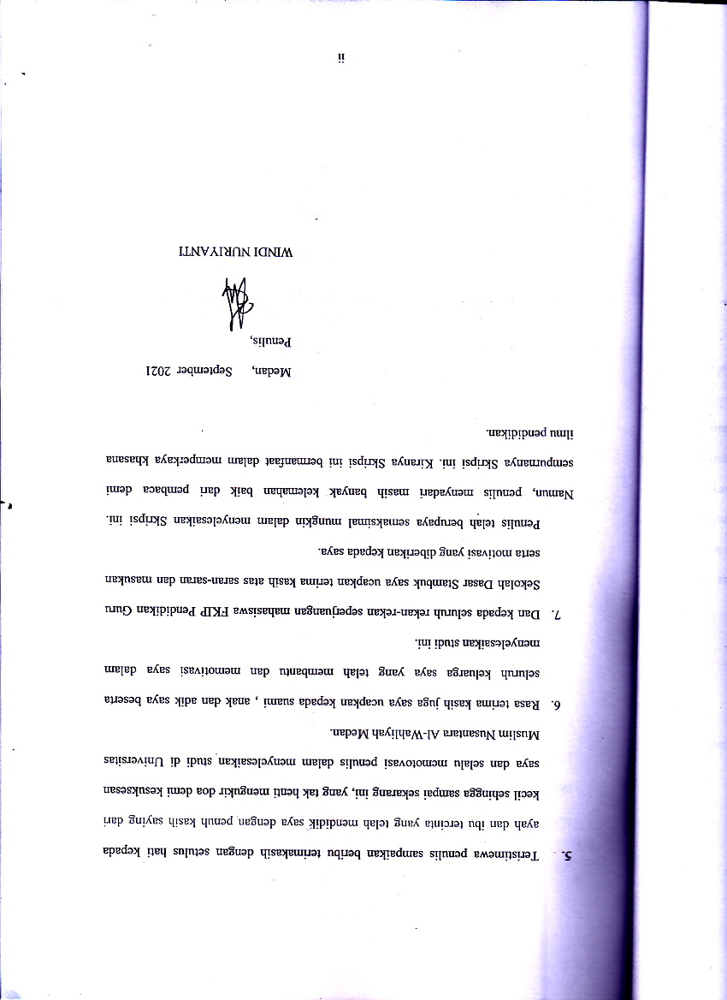 5. Teristimewa penulis sampaikan beribu terimakasih dengan setulus hati kepada
ayah dan ibu tercinta yang telah mendidik saya dengan penuh kasih saying dari
kecil sehingga sampai sekarang ini, yang tak henti mengukir doa demi kesuksesan
saya dan selalu memotovasi penulis dalam menyelesaikan studi di Universitas
Muslim Nusantara Al-Wahliyah Medan.
6. Rasa terima kasih juga saya ucapkan kepada suami , anak dan adik saya beserta
seluruh keluarga saya yang telah membantu dan memotivasi saya dalam
menyelesaikan studi ini.
7. Dan kepada seluruh rekan-rekan seperjuangan mahasiswa FKIP Pendidikan Guru
Sekolah Dasar Stambuk saya ucapkan terima kasih atas saran-saran dan masukan
serta motivasi yang diberikan kepada saya.
Penulis telah berupaya semaksimal mungkin dalam menyelesaikan Skripsi ini.
Namun, penulis menyadari masih banyak kelemahan baik dari pembaca demi
sempurnanya Skripsi ini. Kiranya Skripsi ini bermanfaat dalam memperkaya khasana
ilmu pendidikan.
Medan, September 2021
Penulis,
WINDI NURIYANTI
ii